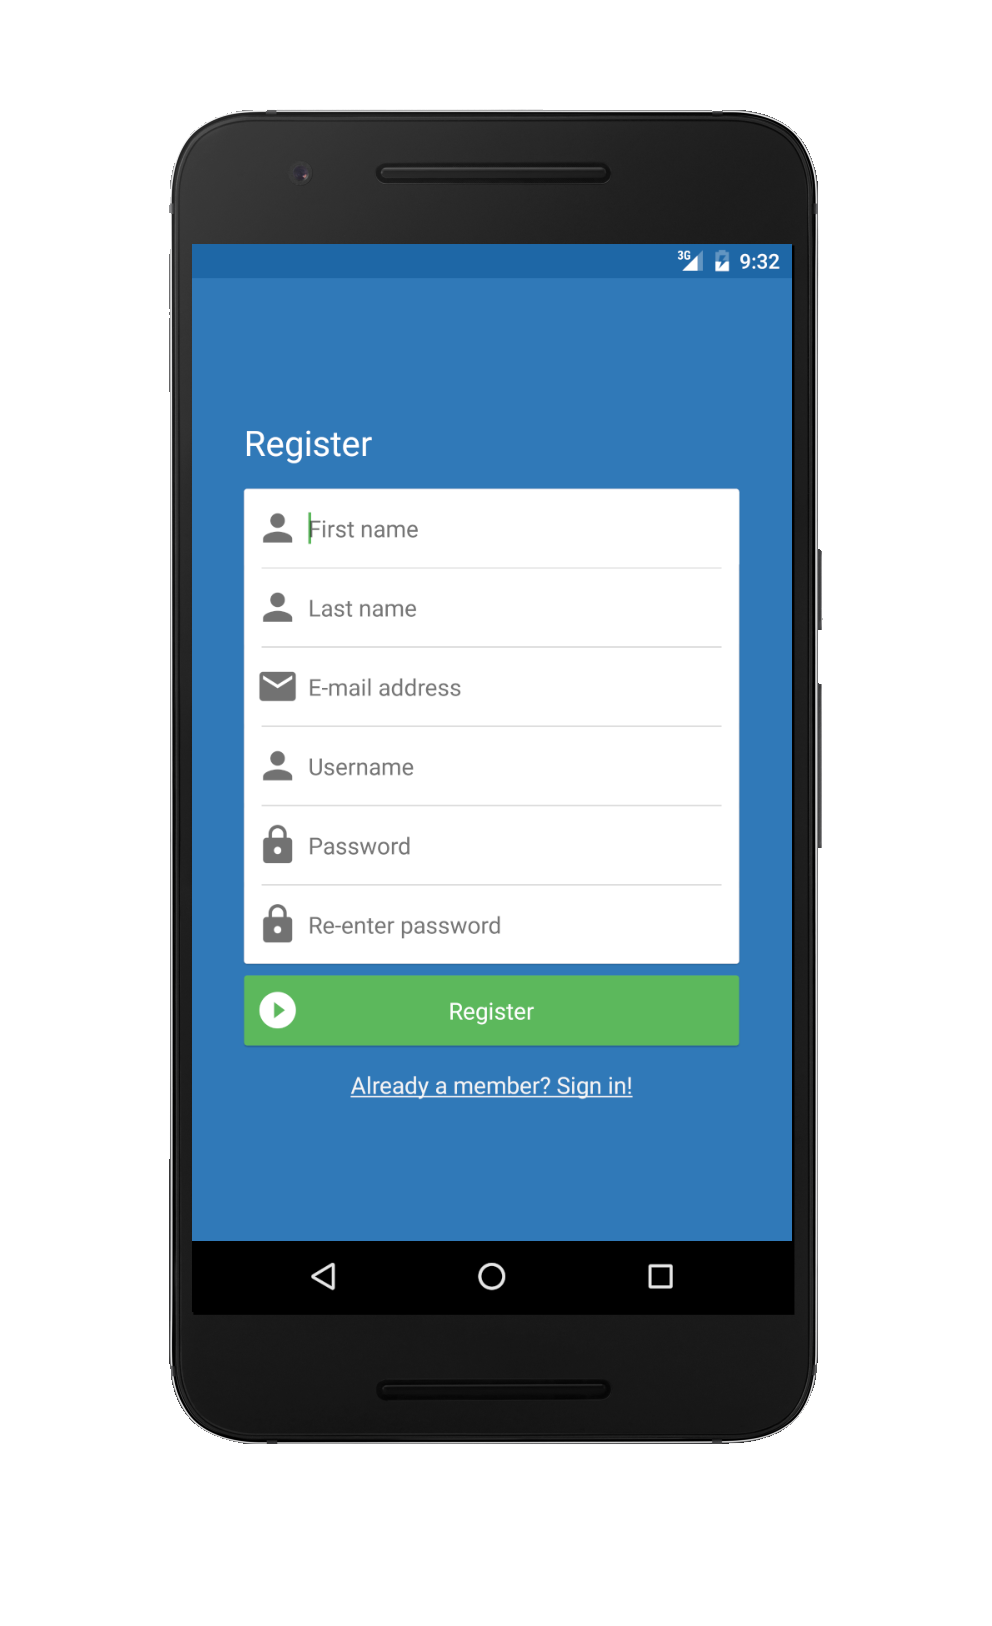 3G 9:32
Register
First name
Last name
E-mail address
Username
Password
Re-enter password
Register
Already a member? Sign in!